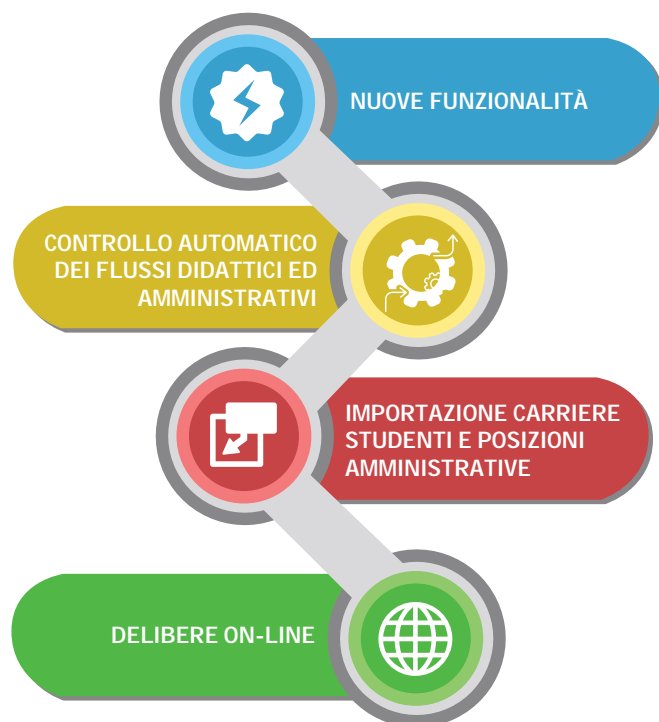 NUOVE FUNZIONALITÀ
CONTROLLO AUTOMATICO
DEI FLUSSI DIDATTICI ED
AMMINISTRATIVI
IMPORTAZIONE CARRIERE
STUDENTI E POSIZIONI
AMMINISTRATIVE
DELIBERE ON-LINE